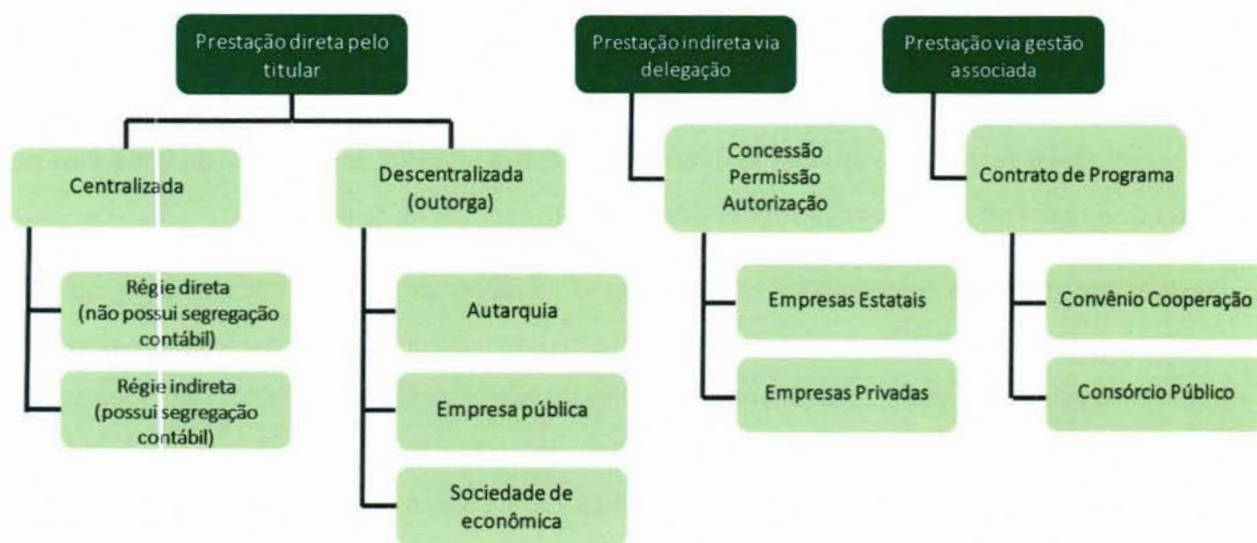 Prestação direta pelo
titular
Prestação indireta via
delegação
Prestação via gestão
associada
Centralizada
Descentralizada
(outorga)
Concessão
Permissão
Autorização
Contrato de Programa
Régie direta
(não possui segregação
contábil)
Régie indireta
(possui segregação
contábil)
Autarquia
Empresa pública
Sociedade de
econômica
Empresas Estatais
Empresas Privadas
Convênio Cooperação
Consórcio Público